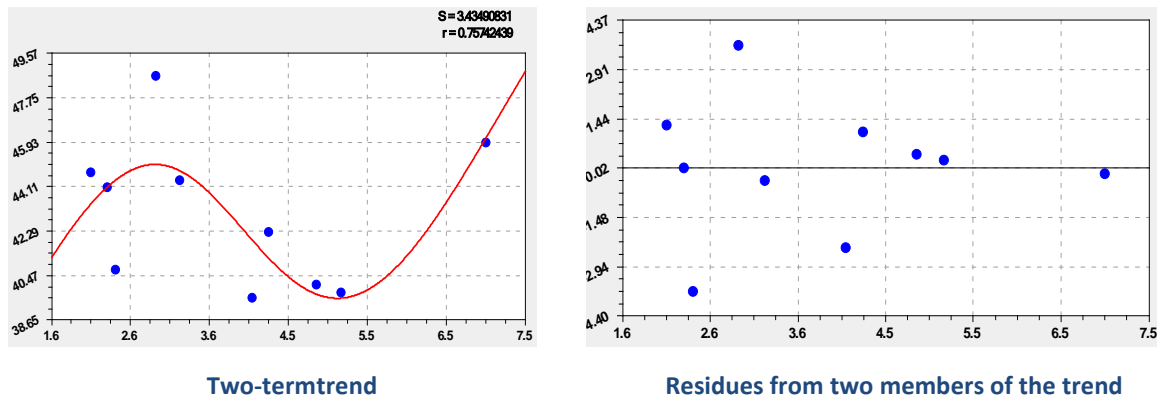 S = 3.43490831
r = 0.75742439
49.57
47.75
45.93
44.11
42.29
40.47
38.65
1.6 2.6 3.6 4.5 5.5 6.5 7.5
Two-termtrend
4.37
2.91
1.44
0.02
1.48
2.94
4.40
1.6 2.6 3.6 4.5 5.5 6.5 7.5
Residues from two members of the trend